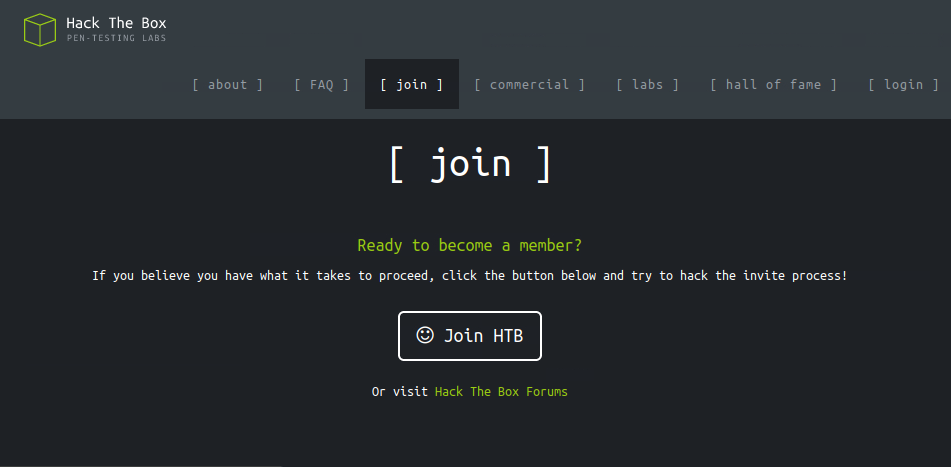 Hack The Box
PEN-TESTING LABS
[ about ] [ FAQ ] [ join ] [ commercial ] [ labs ] [ hall of fame ] [ login ]
[ join ]
Ready to become a member?
If you believe you have what it takes to proceed, click the button below and try to hack the invite process!
Join HTB
Or visit Hack The Box Forums